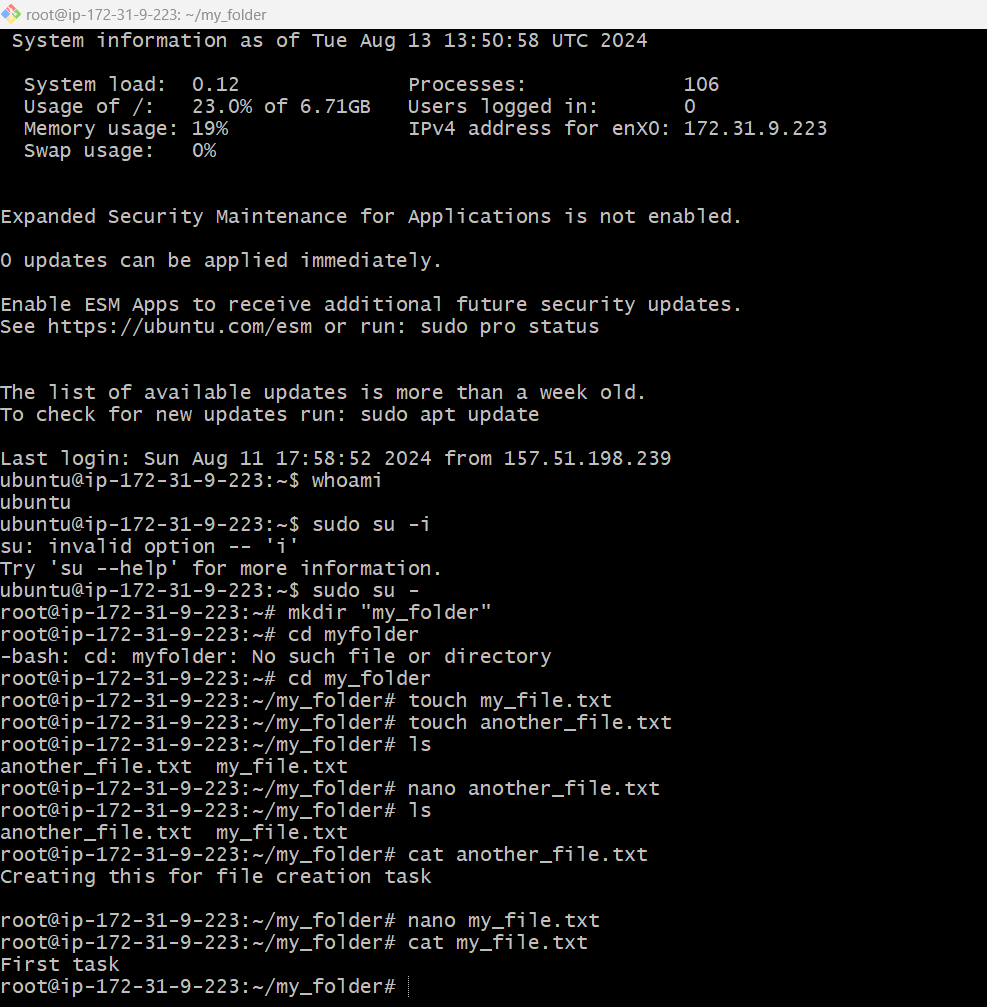 root@ip-172-31-9-223: ~/my_folder
System information as of Tue Aug 13 13:50:58 UTC 2024
System load:  0.12               Processes:             106
Usage of /:   23.0% of 6.71GB   Users logged in:       0
Memory usage: 19%               IPv4 address for enX0: 172.31.9.223
Swap usage:   0%
Expanded Security Maintenance for Applications is not enabled.
0 updates can be applied immediately.
Enable ESM Apps to receive additional future security updates.
See https://ubuntu.com/esm or run: sudo pro status
The list of available updates is more than a week old.
To check for new updates run: sudo apt update
Last login: Sun Aug 11 17:58:52 2024 from 157.51.198.239
ubuntu@ip-172-31-9-223:~$ whoami
ubuntu
ubuntu@ip-172-31-9-223:~$ sudo su -i
su: invalid option -- 'i'
Try 'su --help' for more information.
ubuntu@ip-172-31-9-223:~$ sudo su -
root@ip-172-31-9-223:~# mkdir "my_folder"
root@ip-172-31-9-223:~# cd myfolder
-bash: cd: myfolder: No such file or directory
root@ip-172-31-9-223:~# cd my_folder
root@ip-172-31-9-223:~/my_folder# touch my_file.txt
root@ip-172-31-9-223:~/my_folder# touch another_file.txt
root@ip-172-31-9-223:~/my_folder# ls
another_file.txt  my_file.txt
root@ip-172-31-9-223:~/my_folder# nano another_file.txt
root@ip-172-31-9-223:~/my_folder# ls
another_file.txt  my_file.txt
root@ip-172-31-9-223:~/my_folder# cat another_file.txt
Creating this for file creation task
root@ip-172-31-9-223:~/my_folder# nano my_file.txt
root@ip-172-31-9-223:~/my_folder# cat my_file.txt
First task
root@ip-172-31-9-223:~/my_folder#